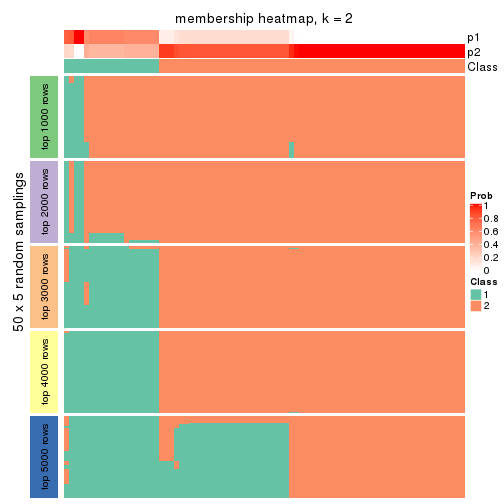 membership heatmap, k = 2
p1
p2
Class
50 x 5 random samplings
top 1000 rows
top 2000 rows
top 3000 rows
top 4000 rows
top 5000 rows
Prob
1
0.8
0.6
0.4
0.2
0
Class
1
2